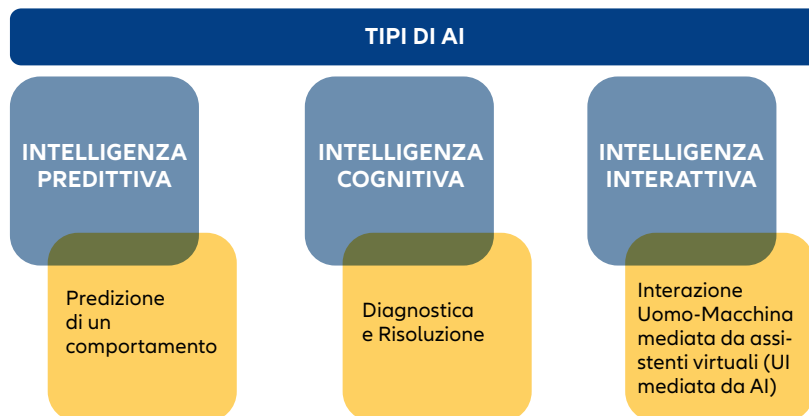 TIPI DI AI
INTELLIGENZA
PREDITTIVA
Predizione
di un
comportamento
INTELLIGENZA
COGNITIVA
Diagnostica
e Risoluzione
INTELLIGENZA
INTERATTIVA
Interazione
Uomo-Macchina
mediata da assi-
stenti virtuali (UI
mediata da AI)